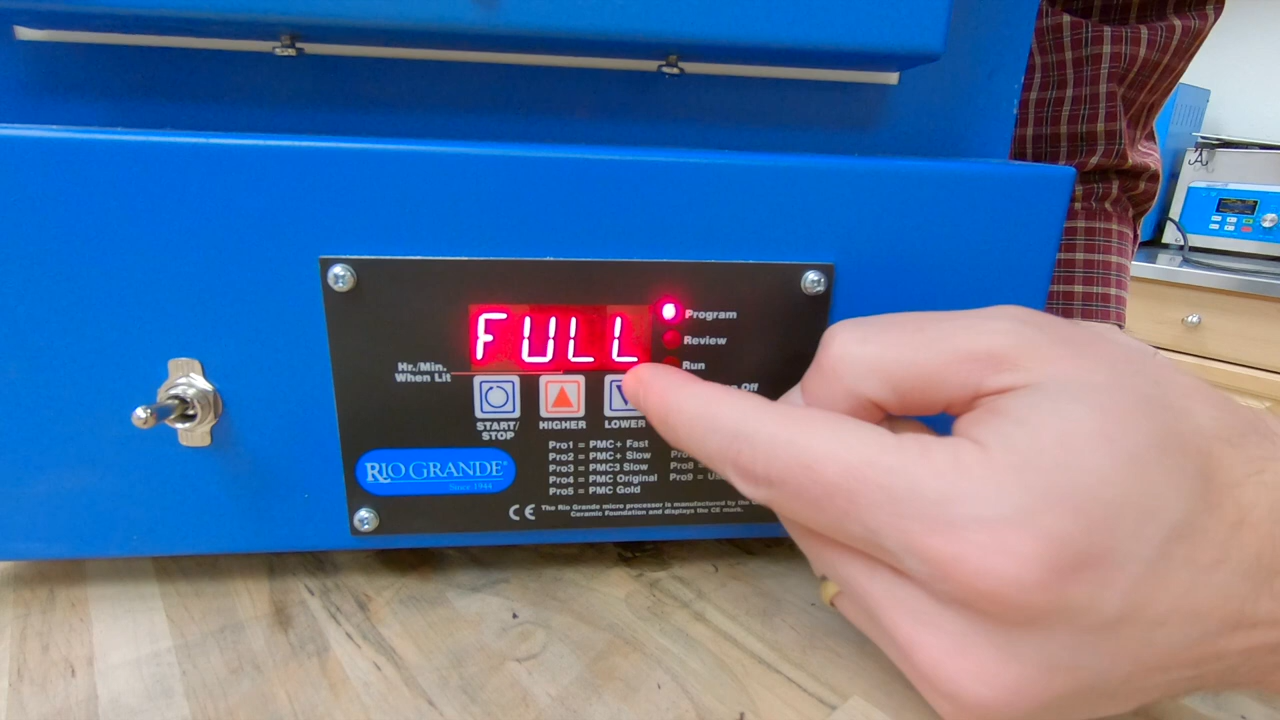 FULL
Program
Review
Run
Hr./Min.
When Lit
Off
START/
STOP
HIGHER
LOWER
Pro1 = PMC+ Fast
Pro2 = PMC+ Slow
Pro3 = PMC3 Slow
Pro4 = PMC Original
Pro5 = PMC Gold
Pro8 =
Pro9 =
RIO GRANDE®
Since 1944
CE The Rio Grande micro processor is manufactured by the
Ceramic Foundation and displays the CE mark.